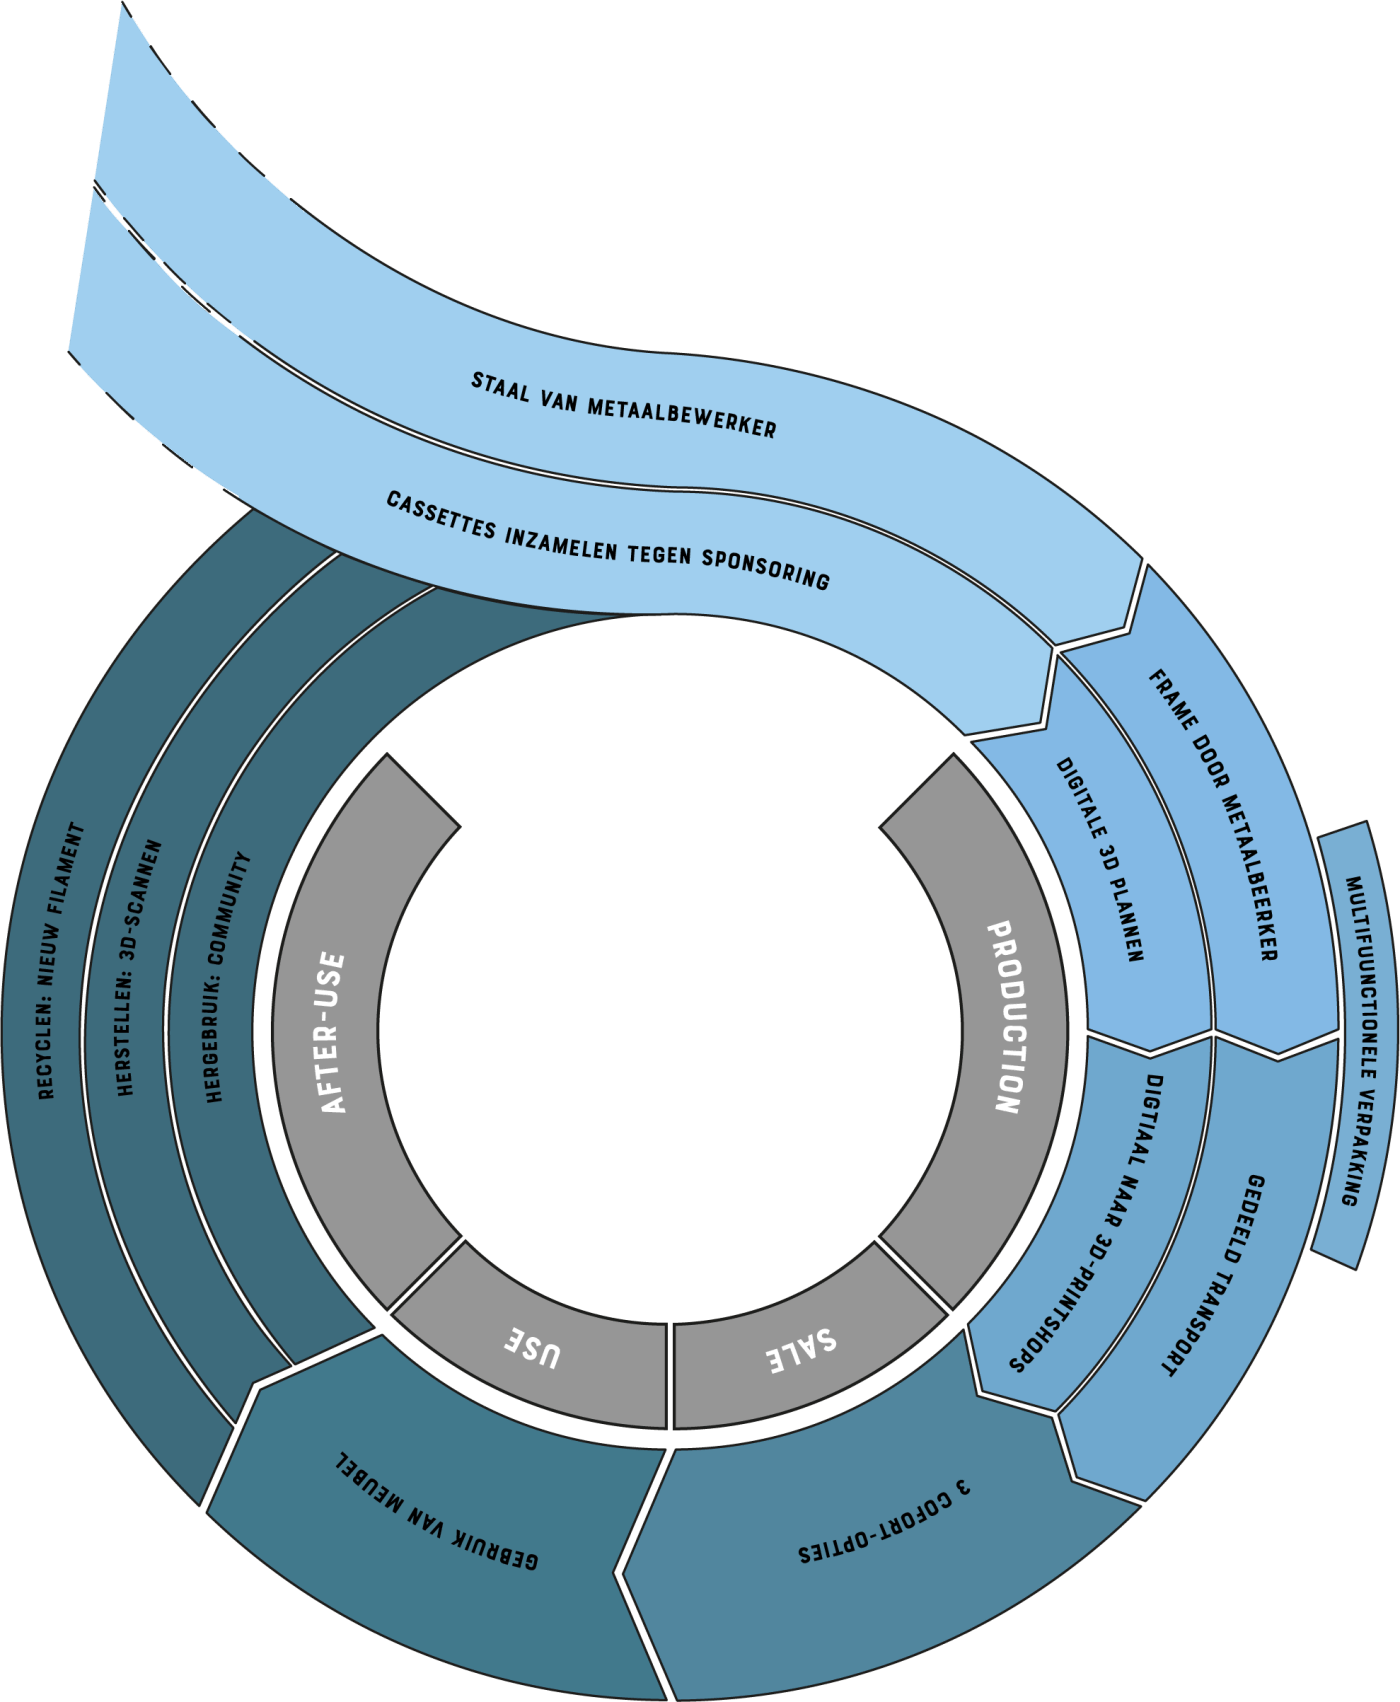 STAAL VAN METAALBEWERKER
CASSETTES INZAMELEN TEGEN SPONSORING
FRAME DOOR METAALBEERKER
DIGITALE 3D PLANNEN
MULTIFUUNCTIONELE VERPAKKING
DIGTIAAL NAAR 3D-PRINTSHOPS
GEDEELD TRANSPORT
3 COFORT-OPTIES
GEBRUIK VAN MEUBEL
RECYCLEN: NIEUW FILAMENT
HERSTELLEN: 3D-SCANNEN
HERGEBRUIK: COMMUNITY
PRODUCTION
SALE
USE
AFTER-USE